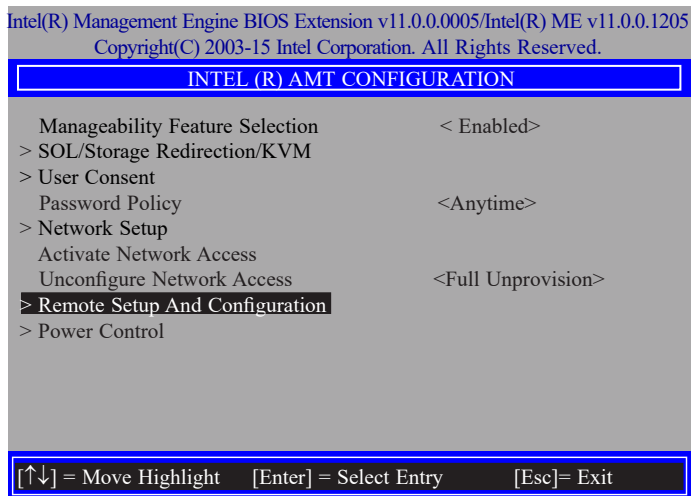 Intel(R) Management Engine BIOS Extension v11.0.0.0005/Intel(R) ME v11.0.0.1205
Copyright(C) 2003-15 Intel Corporation. All Rights Reserved.
INTEL (R) AMT CONFIGURATION
Manageability Feature Selection < Enabled>
> SOL/Storage Redirection/KVM
> User Consent
Password Policy <Anytime>
> Network Setup
Activate Network Access
Unconfigure Network Access <Full Unprovision>
> Remote Setup And Configuration
> Power Control
[↑↓] = Move Highlight [Enter] = Select Entry [Esc]= Exit